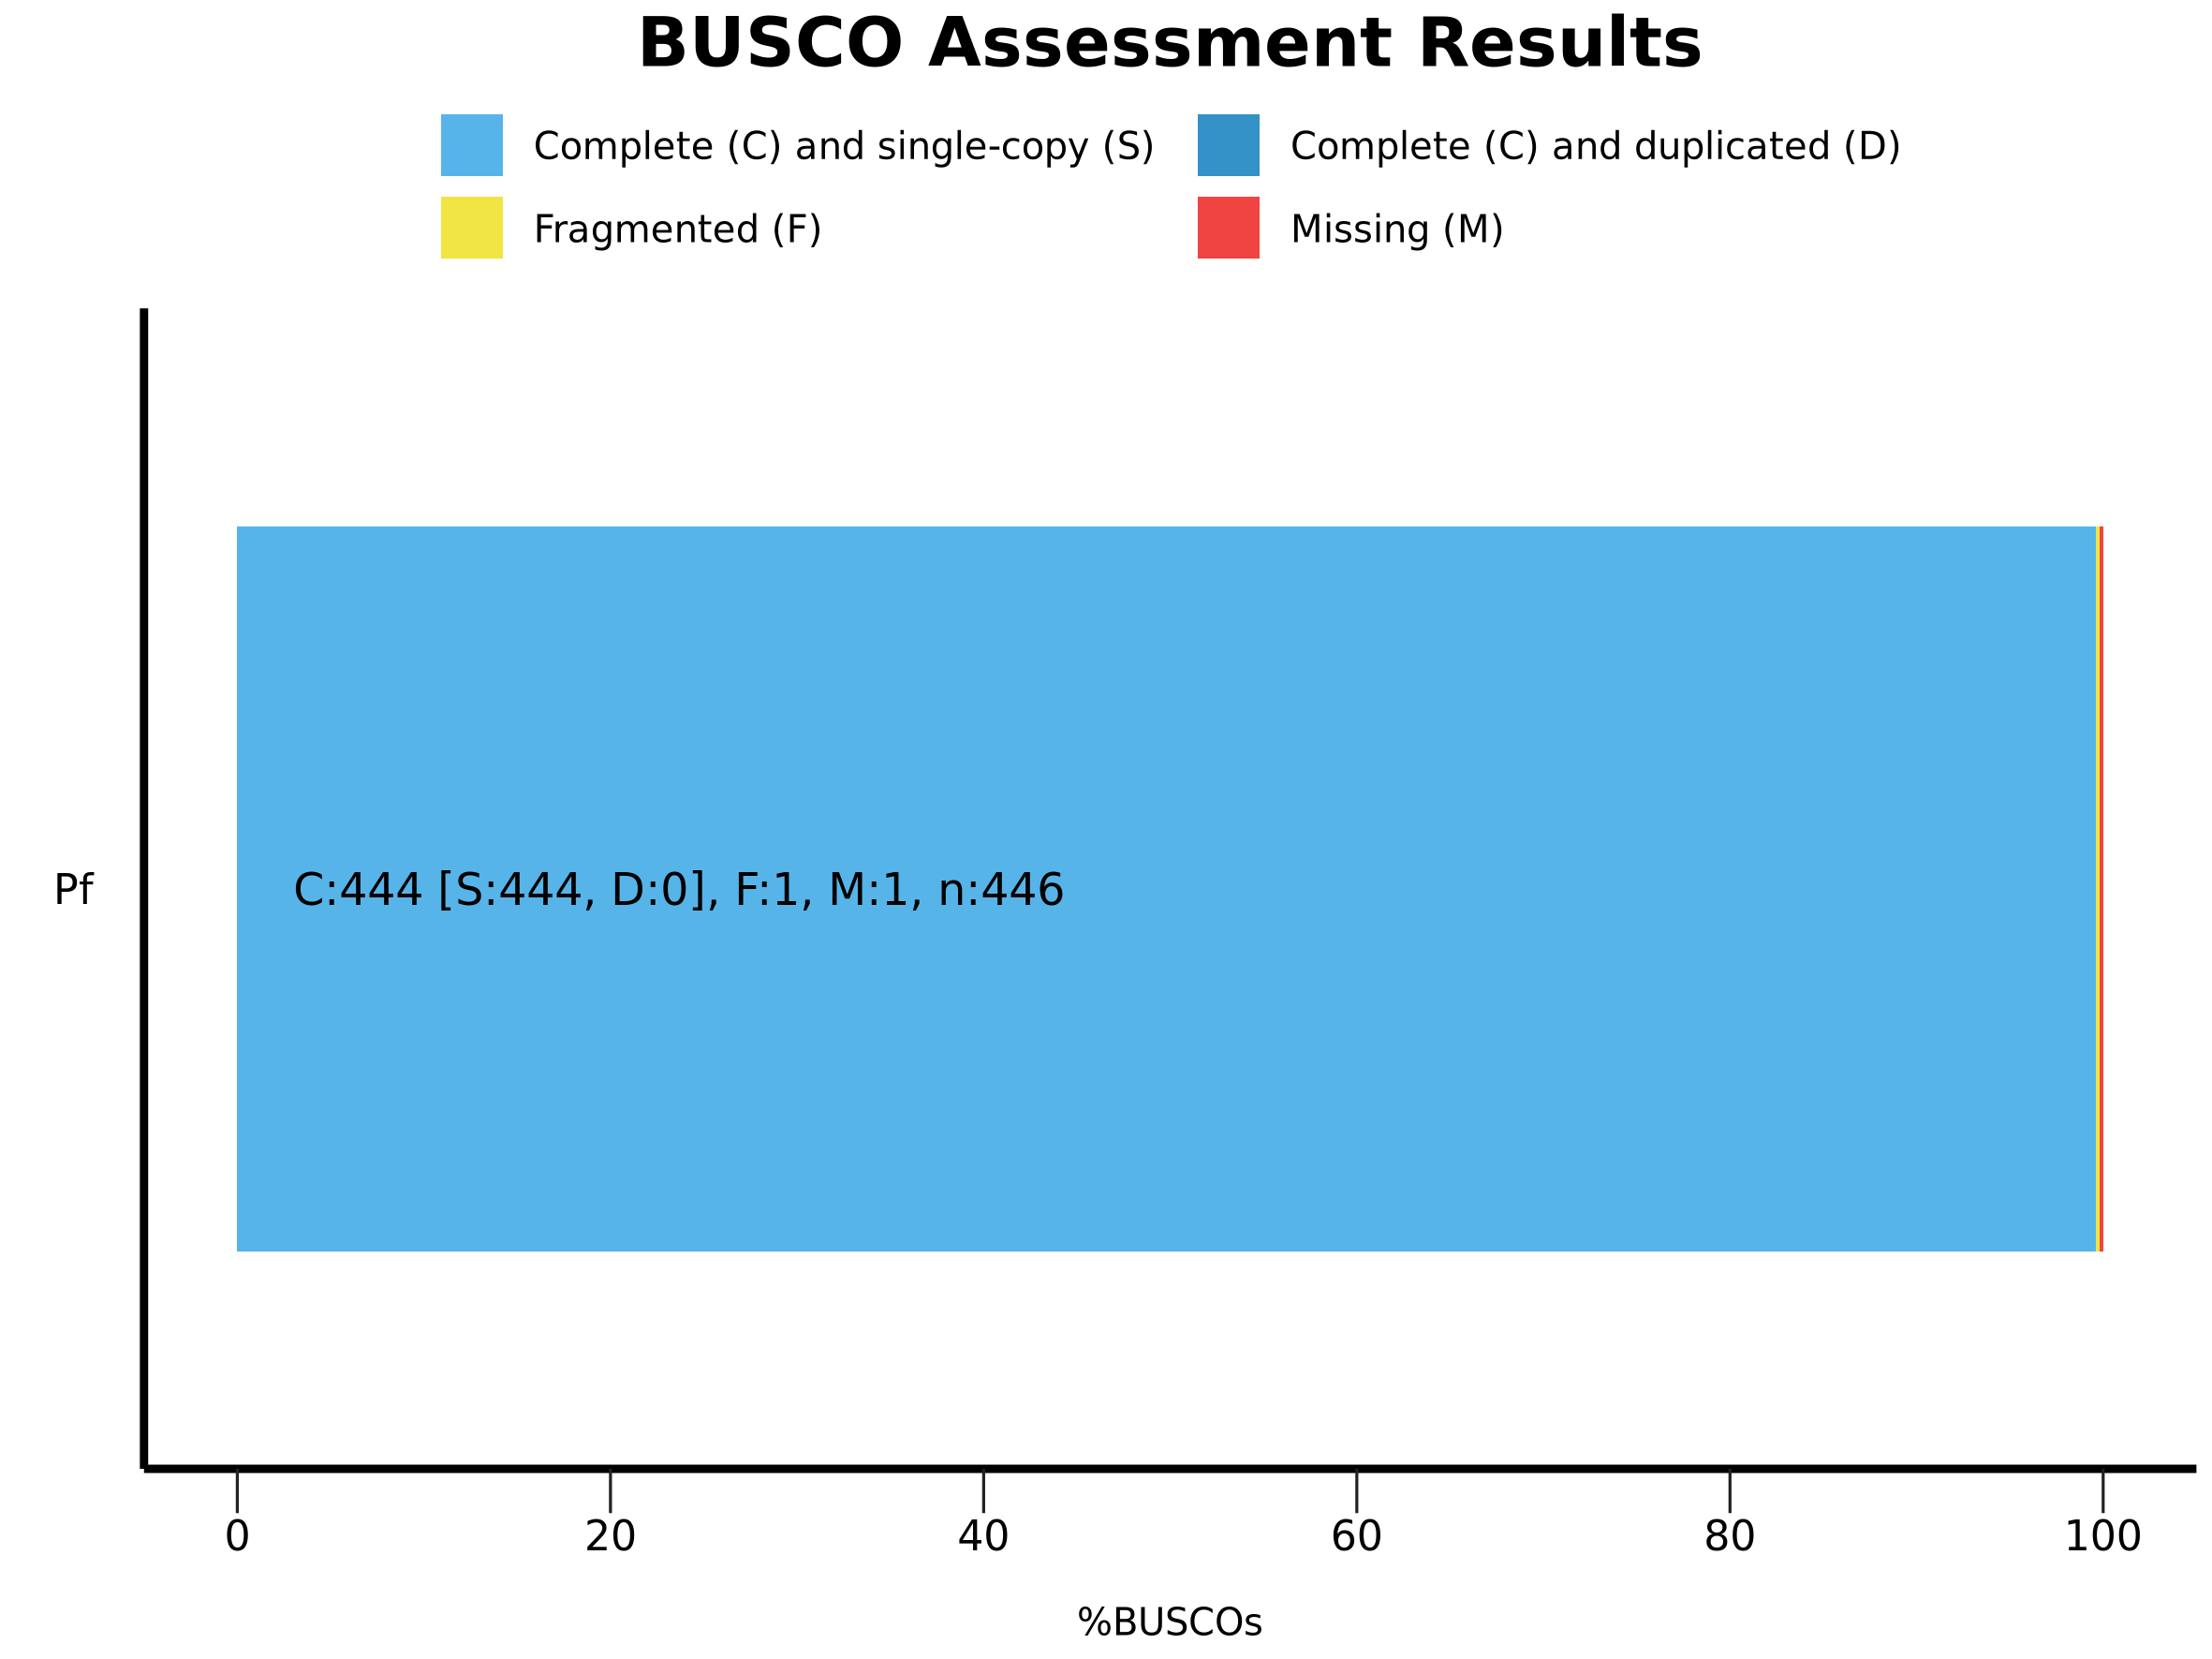 BUSCO Assessment Results
Complete (C) and single-copy (S)
Complete (C) and duplicated (D)
Fragmented (F)
Missing (M)
Pf
C:444 [S:444, D:0], F:1, M:1, n:446
0 20 40 60 80 100
%BUSCOs